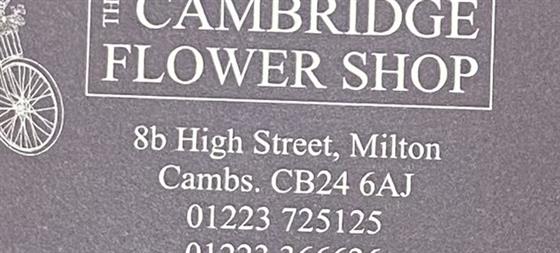 THE CAMBRIDGE
FLOWER SHOP
8b High Street, Milton
Cambs. CB24 6AJ
01223 725125